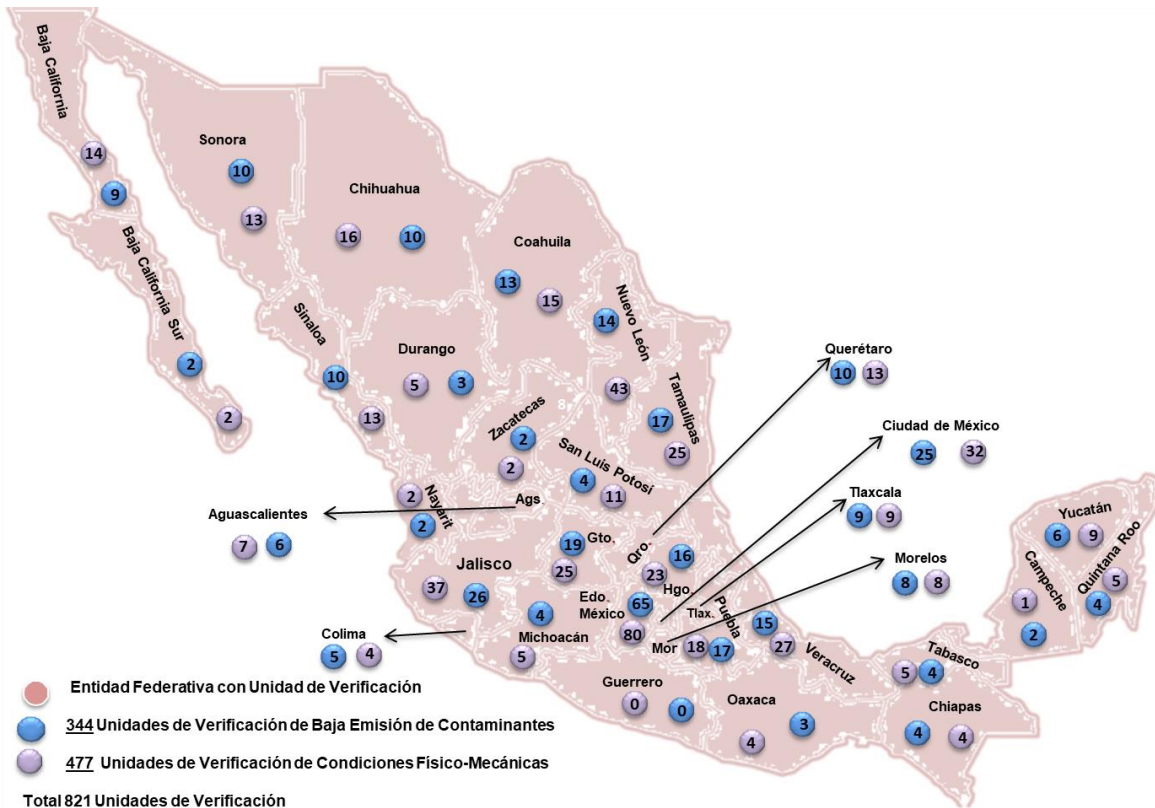 Baja California
14
9
Sonora
10
13
Chihuahua
16
10
Coahuila
13
15
Nuevo León
14
43
Tamaulipas
17
25
Baja California Sur
2
2
Sinaloa
10
13
Durango
5
3
Zacatecas
2
2
8
San Luis Potosí
4
11
Querétaro
10 13
Ciudad de México
25 32
Tlaxcala
9 9
Morelos
8 8
Nayarit
2
2
Ags.
Aguascalientes
7 6
Jalisco
37
26
Gto.
19
25
Qro.
16
23
Hgo.
Edo.
México
65
80
Tlax.
Mor
Puebla
18
17
15
27
Veracruz
4
Michoacán
5
Colima
5 4
Guerrero
0
0
Oaxaca
4
3
Tabasco
5 4
Chiapas
4 4
Campeche
1
2
Yucatán
6 9
Quintana Roo
5
4
Entidad Federativa con Unidad de Verificación
344 Unidades de Verificación de Baja Emisión de Contaminantes
477 Unidades de Verificación de Condiciones Físico-Mecánicas
Total 821 Unidades de Verificación